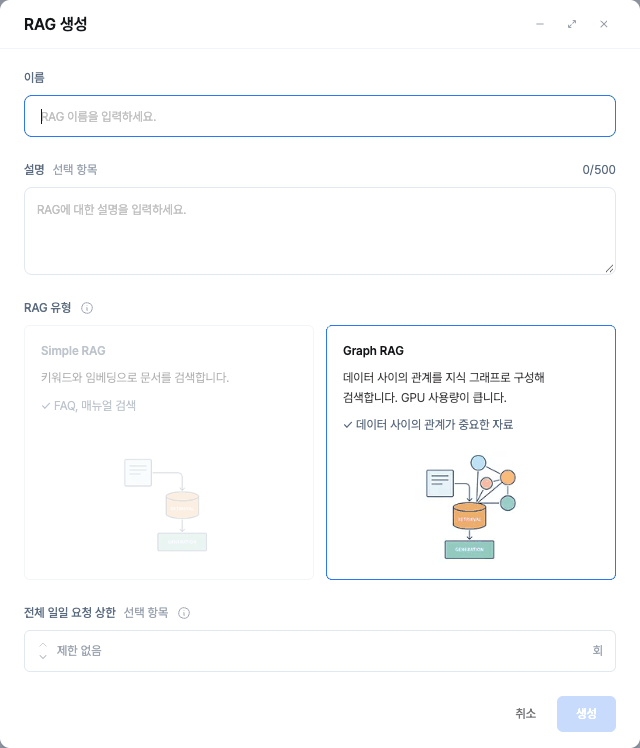 RAG 생성
이름
RAG 이름을 입력하세요.
설명 선택 항목 0/500
RAG에 대한 설명을 입력하세요.
RAG 유형
Simple RAG
키워드와 임베딩으로 문서를 검색합니다.
✓ FAQ, 매뉴얼 검색
Graph RAG
데이터 사이의 관계를 지식 그래프로 구성해
검색합니다. GPU 사용량이 큽니다.
✓ 데이터 사이의 관계가 중요한 자료
RETRIEVAL
GENERATION
전체 일일 요청 상한 선택 항목
제한 없음 회
취소 생성